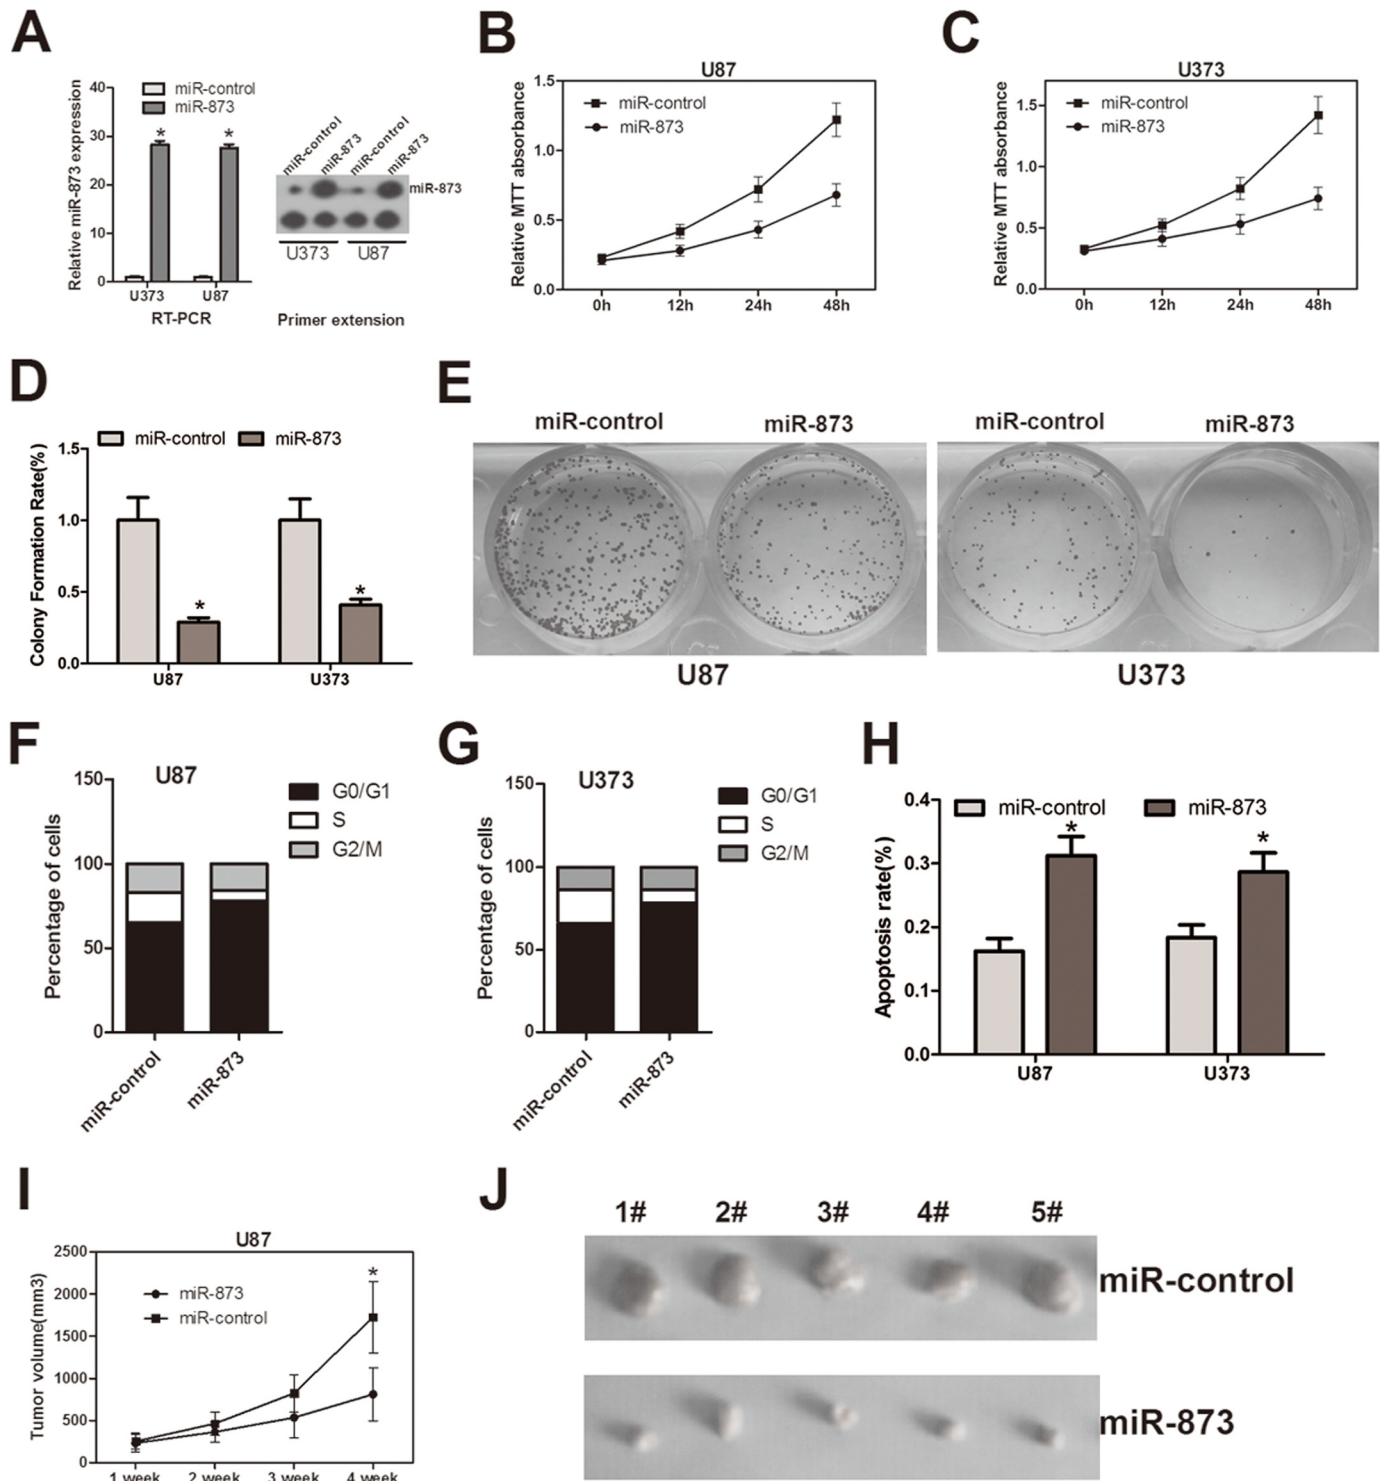 A
Relative miR-873 expression
40
30
20
10
0
miR-control
miR-873
*
*
U373
U87
RT-PCR
miR-control
miR-873
miR-control
miR-873
miR-873
U373
U87
Primer extension
B
U87
Relative MTT absorbance
1.5
1.0
0.5
0.0
miR-control
miR-873
0h
12h
24h
48h
C
U373
Relative MTT absorbance
1.5
1.0
0.5
0.0
miR-control
miR-873
0h
12h
24h
48h
D
Colony Formation Rate(%)
miR-control
miR-873
1.5
1.0
0.5
0.0
*
*
U87
U373
E
miR-control
miR-873
miR-control
miR-873
U87
U373
F
U87
Percentage of cells
150
100
50
0
G0/G1
S
G2/M
miR-control
miR-873
G
U373
Percentage of cells
150
100
50
0
G0/G1
S
G2/M
miR-control
miR-873
H
Apoptosis rate(%)
0.4
0.3
0.2
0.1
0.0
miR-control
miR-873
*
*
U87
U373
I
U87
Tumor volume(mm3)
2500
2000
1500
1000
500
0
miR-873
miR-control
*
1 week
2 week
3 week
4 week
J
1#
2#
3#
4#
5#
miR-control
miR-873